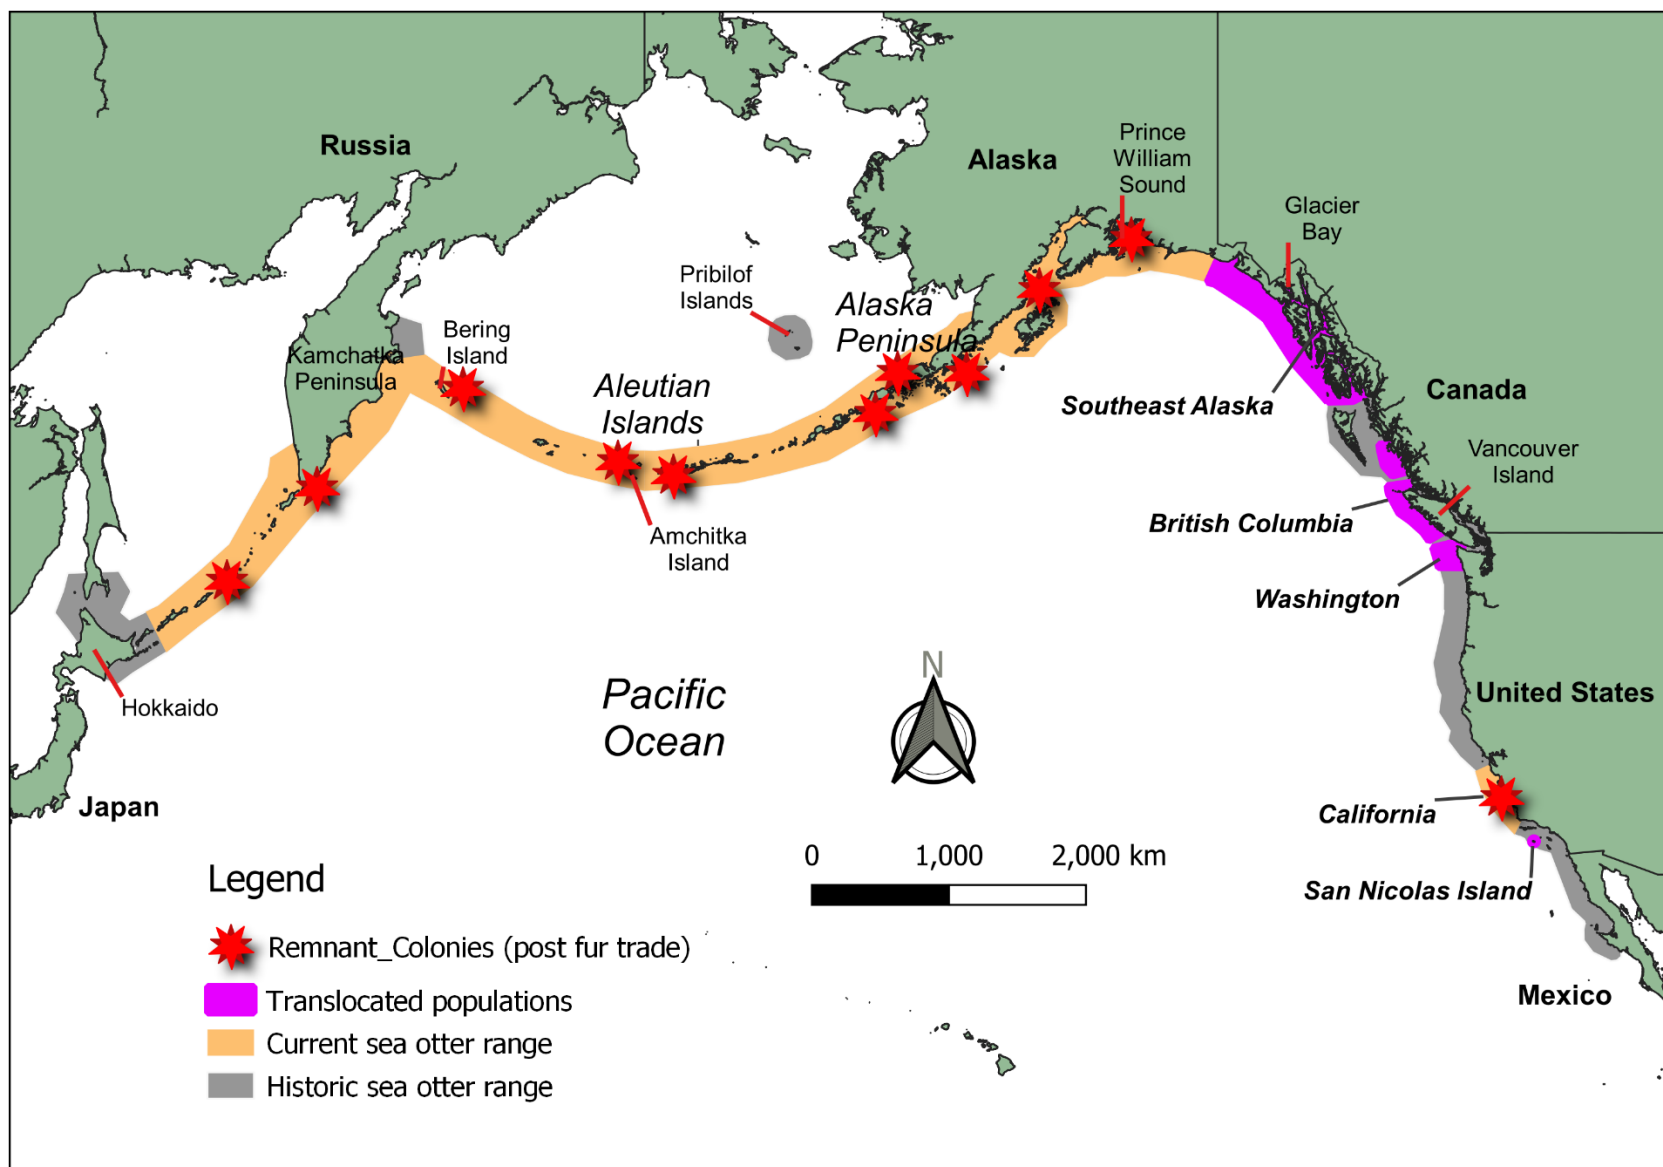 Russia
Alaska
Prince
William
Sound
Glacier
Bay
Pribilof
Islands
Alaska
Peninsula
Bering
Island
Kamchatka
Peninsula
Aleutian
Islands
Southeast Alaska
Canada
Vancouver
Island
British Columbia
Amchitka
Island
Washington
Hokkaido
Pacific
Ocean
N
United States
Japan
California
0 1,000 2,000 km
San Nicolas Island
Mexico
Legend
Remnant_Colonies (post fur trade)
Translocated populations
Current sea otter range
Historic sea otter range